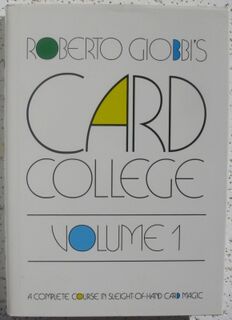 ROBERTO GIOBBI'S
CARD
COLLEGE
VOLUME 1
A COMPLETE COURSE IN SLEIGHT-OF-HAND CARD MAGIC